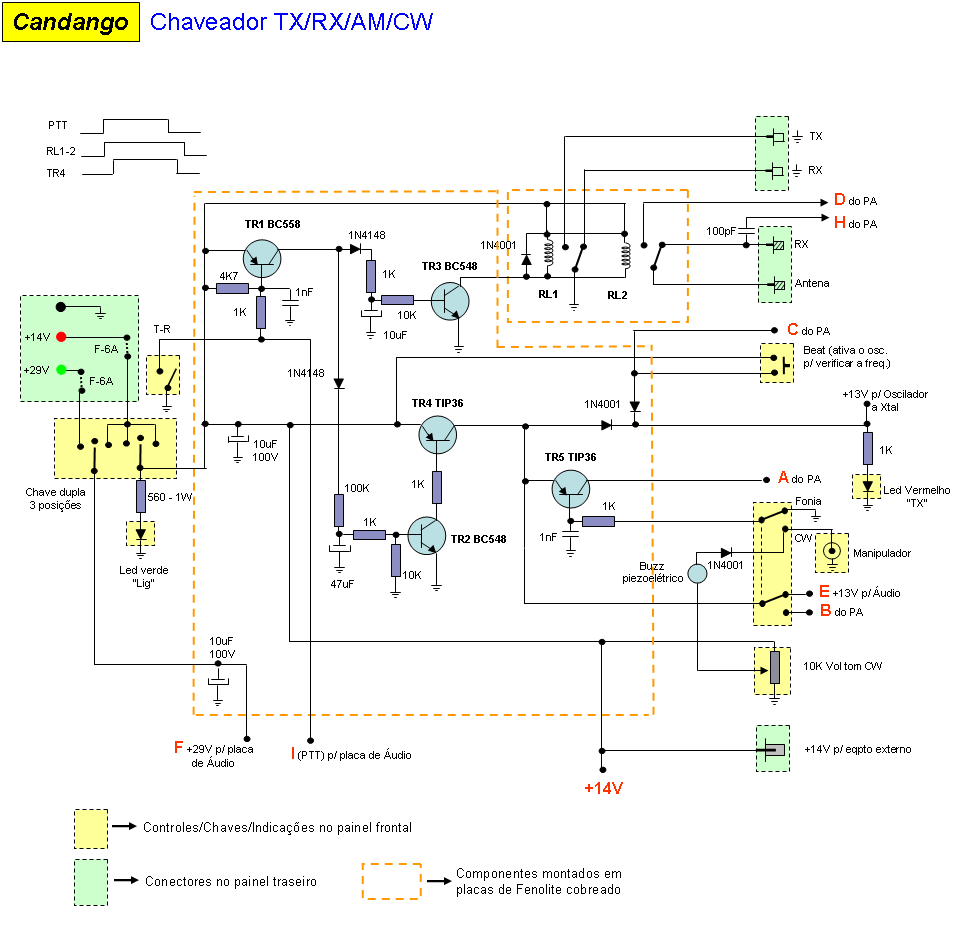 Candango Chaveador TX/RX/AM/CW
PTT
RL1-2
TR4
TX
RX
D do PA
H do PA
100pF
RX
Antena
TR1 BC558
1N4148
1N4001
4K7
1nF
1K
1K
TR3 BC548
10K
10uF
RL1
RL2
+14V
F-6A
+29V
F-6A
T-R
C do PA
Beat (ativa o osc.
p/ verificar a freq.)
1N4148
TR4 TIP36
1N4001
+13V p/ Oscilador
a Xtal
10uF
100V
TR5 TIP36
1K
A do PA
Led Vermelho
"TX"
Chave dupla
3 posições
560 - 1W
Led verde
"Lig"
100K
1K
1K
TR2 BC548
10K
47uF
1K
1nF
Fonia
CW
Manipulador
Buzz
piezoelétrico
1N4001
E +13V p/ Áudio
B do PA
10uF
100V
10K Vol tom CW
F +29V p/ placa
de Áudio
I (PTT) p/ placa de Áudio
+14V p/ eqpto externo
+14V
Controles/Chaves/Indicações no painel frontal
Conectores no painel traseiro
Componentes montados em
placas de Fenolite cobreado